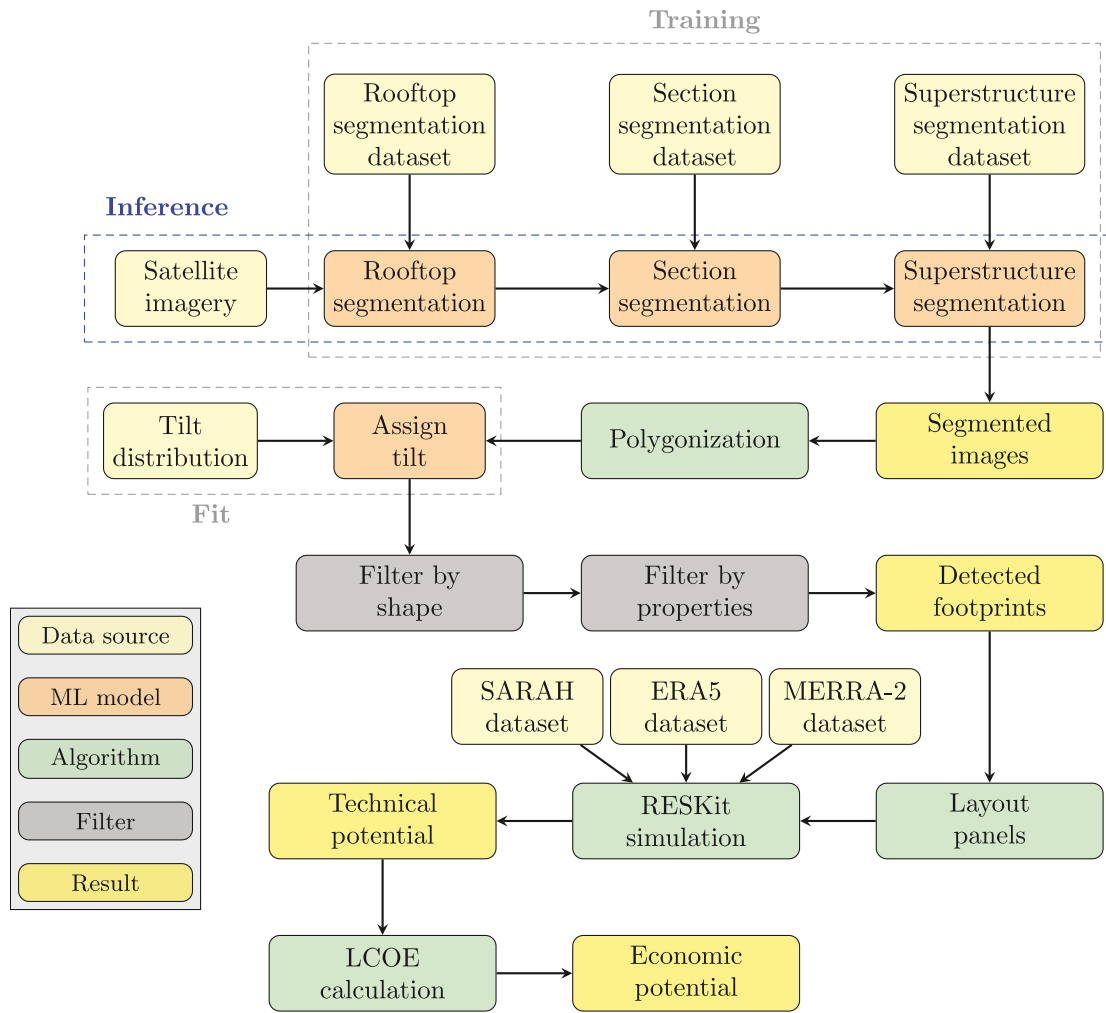 Training
Rooftop
segmentation
dataset
Section
segmentation
dataset
Superstructure
segmentation
dataset
Inference
Satellite
imagery
Rooftop
segmentation
Section
segmentation
Superstructure
segmentation
Tilt
distribution
Assign
tilt
Polygonization
Segmented
images
Fit
Filter by
shape
Filter by
properties
Detected
footprints
Data source
ML model
Algorithm
Filter
Result
SARAH
dataset
ERA5
dataset
MERRA-2
dataset
Technical
potential
RESKit
simulation
Layout
panels
LCOE
calculation
Economic
potential